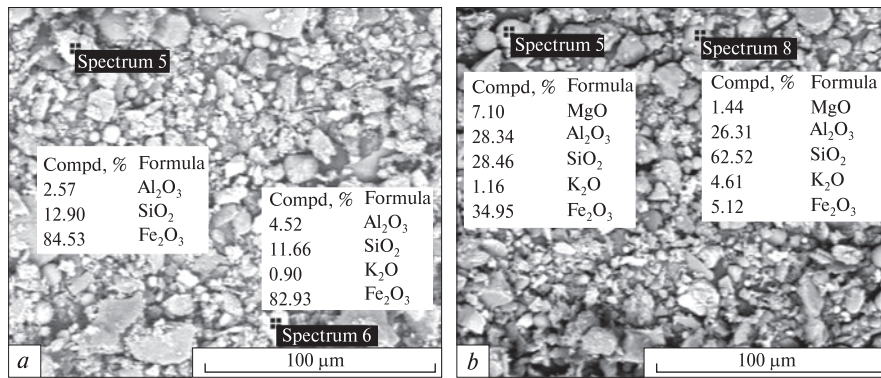 Spectrum 5
Compd, % Formula
2.57 Al₂O₃
12.90 SiO₂
84.53 Fe₂O₃
Compd, % Formula
4.52 Al₂O₃
11.66 SiO₂
0.90 K₂O
82.93 Fe₂O₃
Spectrum 6
a
100 μm
Spectrum 5
Compd, % Formula
7.10 MgO
28.34 Al₂O₃
28.46 SiO₂
1.16 K₂O
34.95 Fe₂O₃
Spectrum 8
Compd, % Formula
1.44 MgO
26.31 Al₂O₃
62.52 SiO₂
4.61 K₂O
5.12 Fe₂O₃
b
100 μm